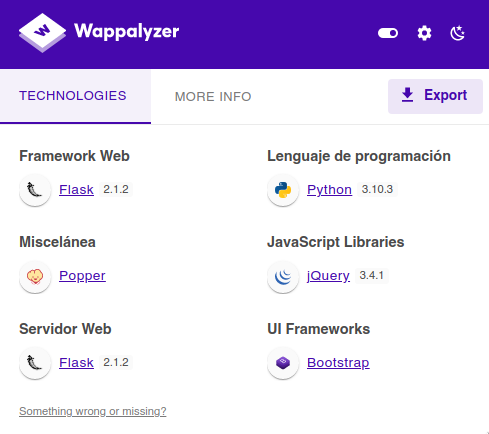 Wappalyzer
TECHNOLOGIES
MORE INFO
Export
Framework Web
Flask 2.1.2
Lenguaje de programación
Python 3.10.3
Miscelánea
Popper
JavaScript Libraries
jQuery 3.4.1
Servidor Web
Flask 2.1.2
UI Frameworks
Bootstrap
Something wrong or missing?